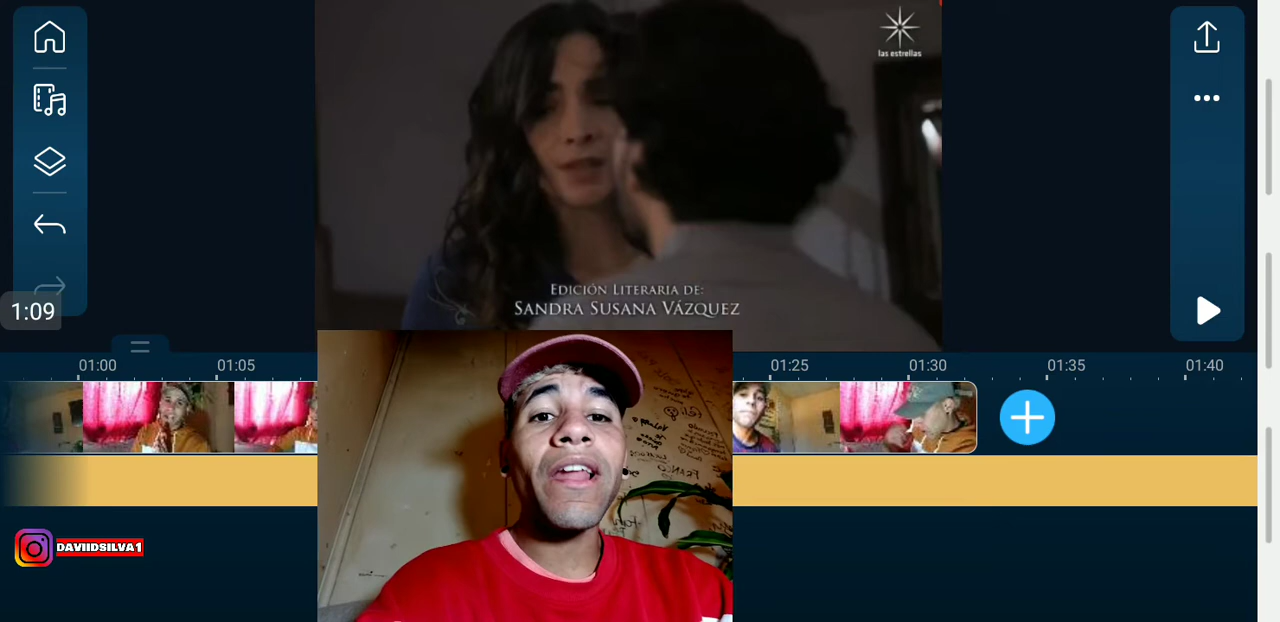 las estrellas
EDICIÓN LITERARIA DE:
SANDRA SUSANA VÁZQUEZ
1:09
01:00
01:05
01:25
01:30
01:35
01:40
FRANCO
DAVIIDSILVA1